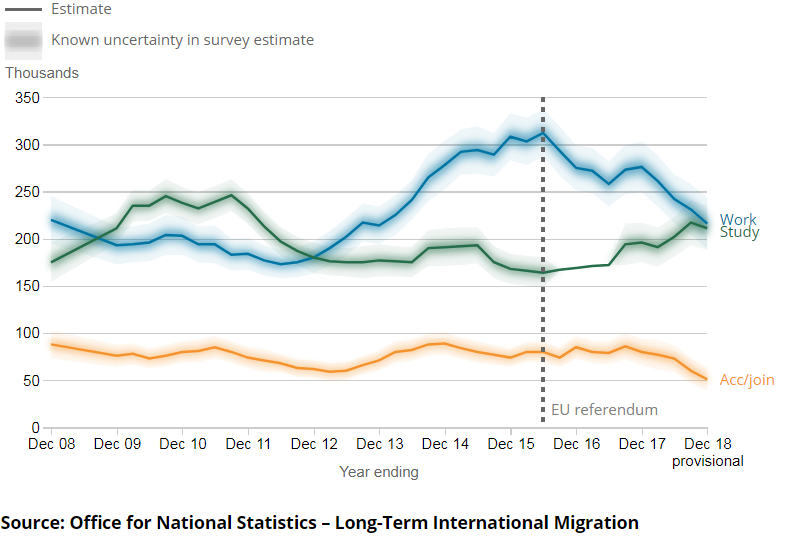 Estimate
Known uncertainty in survey estimate
Thousands
350
300
250
200
150
100
50
0
Work
Study
Acc/join
EU referendum
Dec 08 Dec 09 Dec 10 Dec 11 Dec 12 Dec 13 Dec 14 Dec 15 Dec 16 Dec 17 Dec 18
provisional
Year ending
Source: Office for National Statistics – Long-Term International Migration